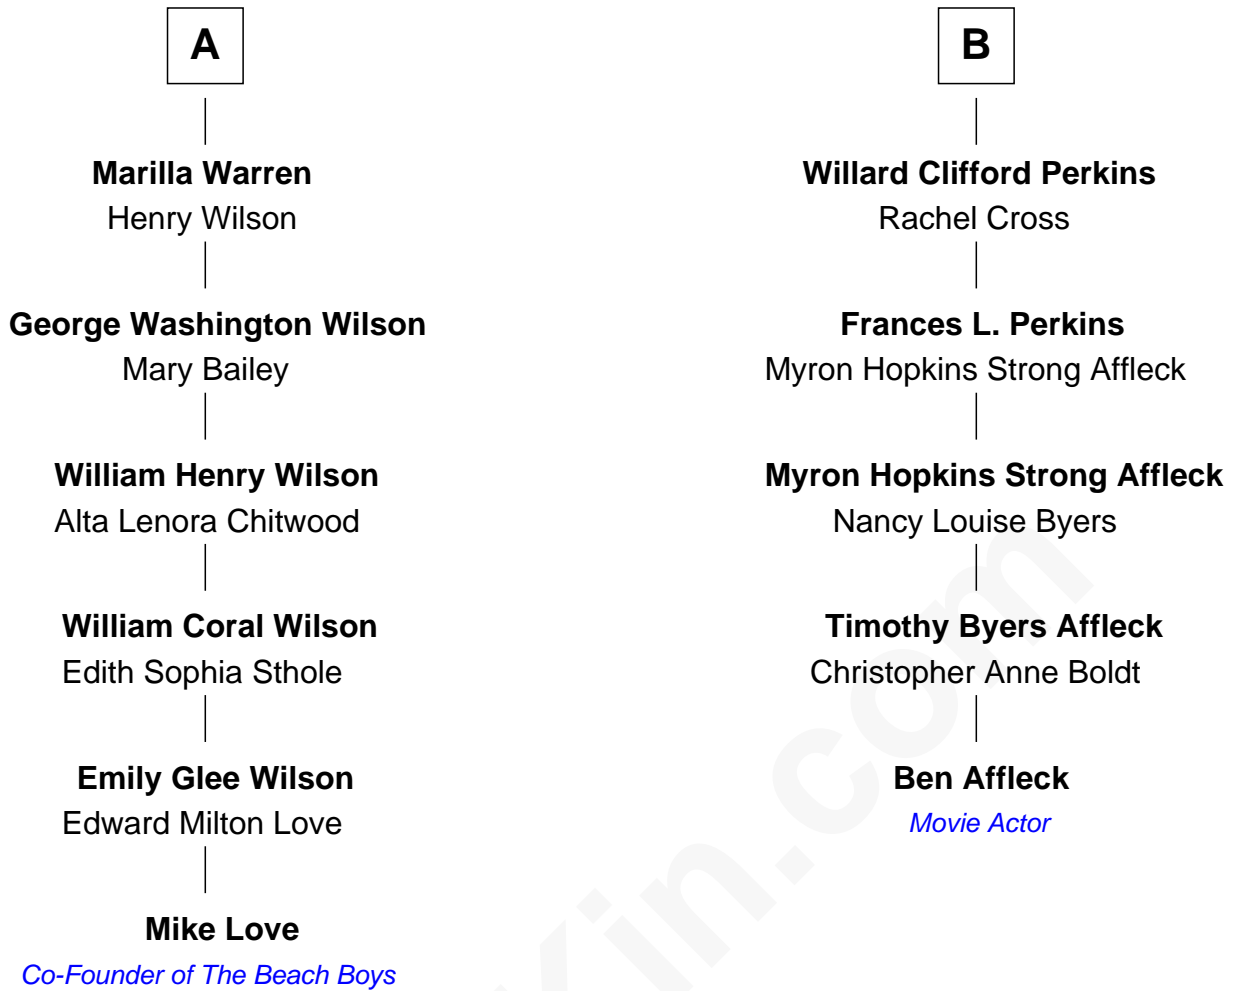 A
Marilla Warren
Henry Wilson
George Washington Wilson
Mary Bailey
William Henry Wilson
Alta Lenora Chitwood
William Coral Wilson
Edith Sophia Sthole
Emily Glee Wilson
Edward Milton Love
Mike Love
Co-Founder of The Beach Boys
B
Willard Clifford Perkins
Rachel Cross
Frances L. Perkins
Myron Hopkins Strong Affleck
Myron Hopkins Strong Affleck
Nancy Louise Byers
Timothy Byers Affleck
Christopher Anne Boldt
Ben Affleck
Movie Actor
Kin.com